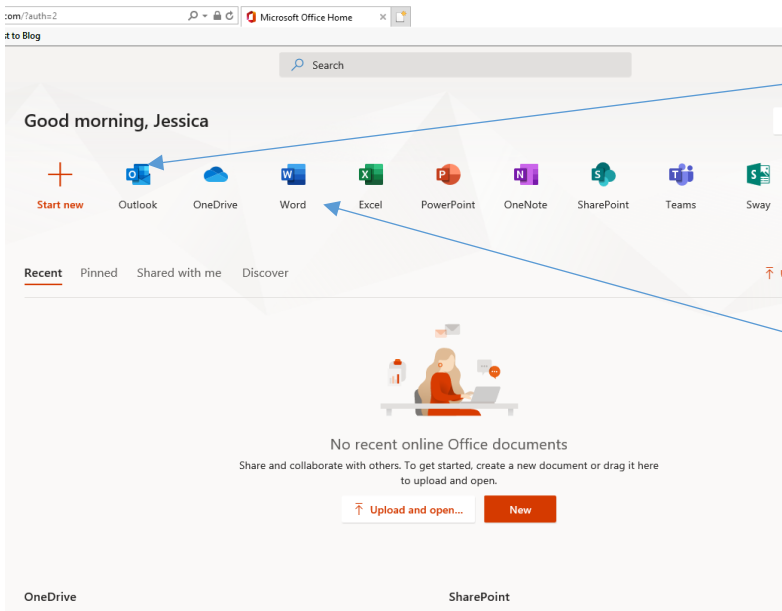 :om/?auth=2
Microsoft Office Home
st to Blog
Search
Good morning, Jessica
Start new
Outlook
OneDrive
Word
Excel
PowerPoint
OneNote
SharePoint
Teams
Sway
Recent
Pinned
Shared with me
Discover
No recent online Office documents
Share and collaborate with others. To get started, create a new document or drag it here
to upload and open.
Upload and open...
New
OneDrive
SharePoint